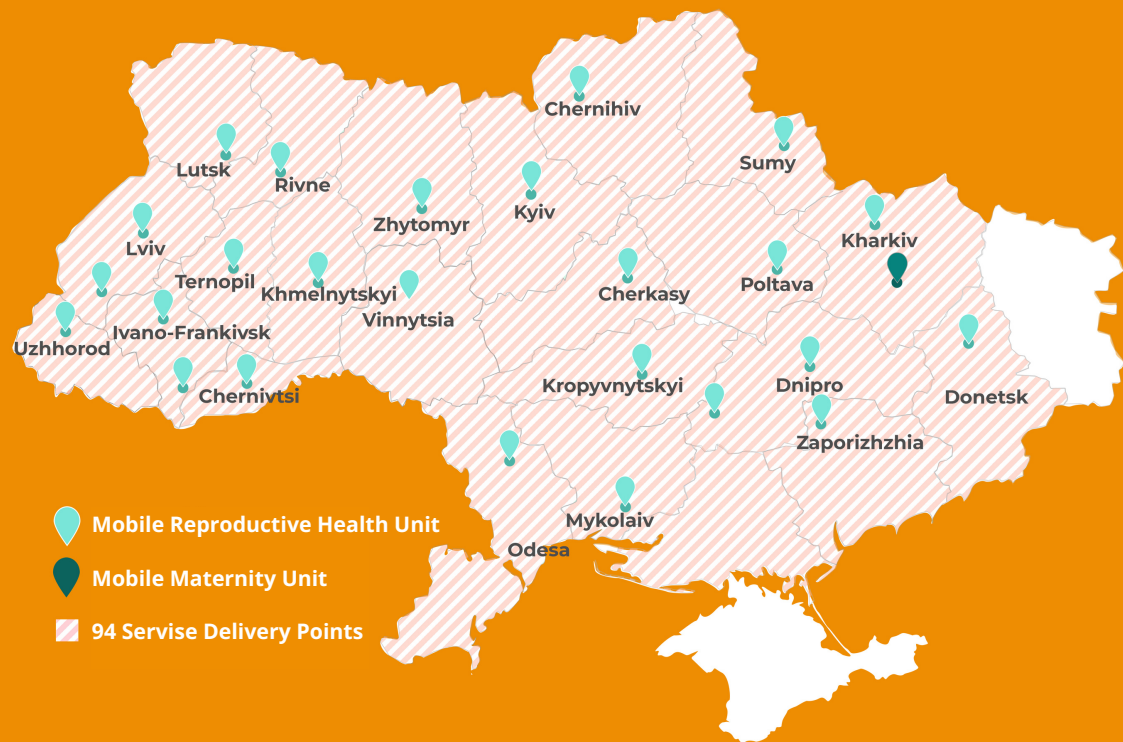 Chernihiv
Sumy
Lutsk
Rivne
Kyiv
Zhytomyr
Kharkiv
Lviv
Ternopil
Poltava
Khmelnytskyi
Cherkasy
Vinnytsia
Ivano-Frankivsk
Uzhhorod
Kropyvnytskyi
Dnipro
Chernivtsi
Donetsk
Zaporizhzhia
Mykolaiv
Odesa
Mobile Reproductive Health Unit
Mobile Maternity Unit
94 Servise Delivery Points